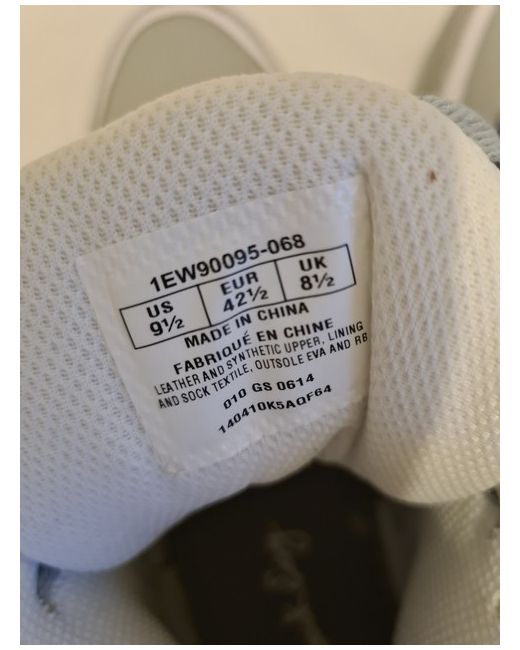 1EW90095-068
US EUR UK
9½ 42½ 8½
MADE IN CHINA
FABRIQUÉ EN CHINE
LEATHER AND SYNTHETIC UPPER, LINING
AND SOCK TEXTILE, OUTSOLE EVA AND RB
010 GS 0614
140410K5AQF64